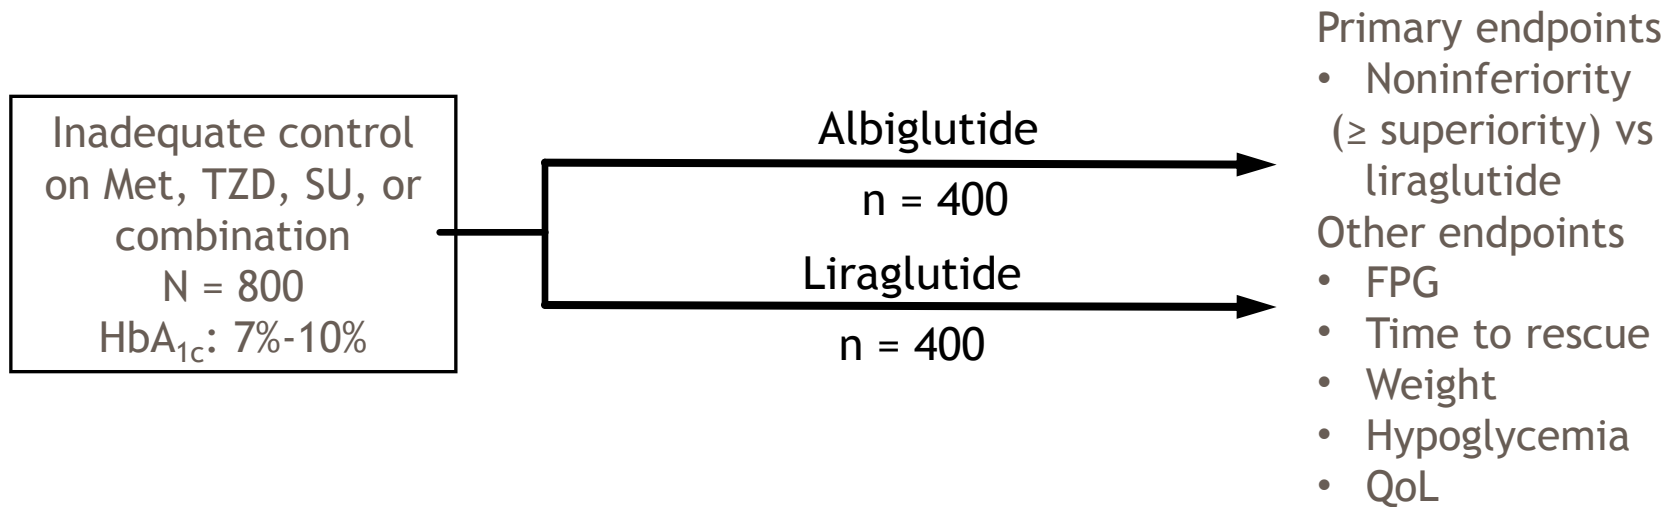 Inadequate control
on Met, TZD, SU, or
combination
N = 800
HbA1c: 7%-10%
Albiglutide
n = 400
Liraglutide
n = 400
Primary endpoints
• Noninferiority
(≥ superiority) vs
liraglutide
Other endpoints
• FPG
• Time to rescue
• Weight
• Hypoglycemia
• QoL